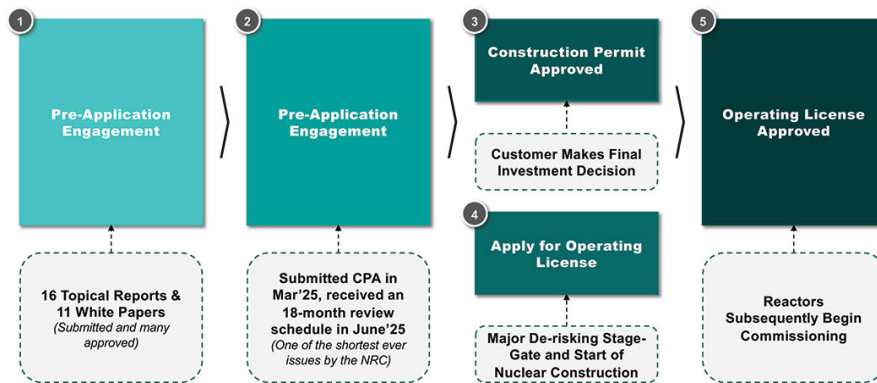 1
Pre-Application
Engagement
16 Topical Reports &
11 White Papers
(Submitted and many
approved)
2
Pre-Application
Engagement
Submitted CPA in
Mar'25, received an
18-month review
schedule in June'25
(One of the shortest ever
issues by the NRC)
3
Construction Permit
Approved
Customer Makes Final
Investment Decision
4
Apply for Operating
License
Major De-risking Stage-
Gate and Start of
Nuclear Construction
5
Operating License
Approved
Reactors
Subsequently Begin
Commissioning